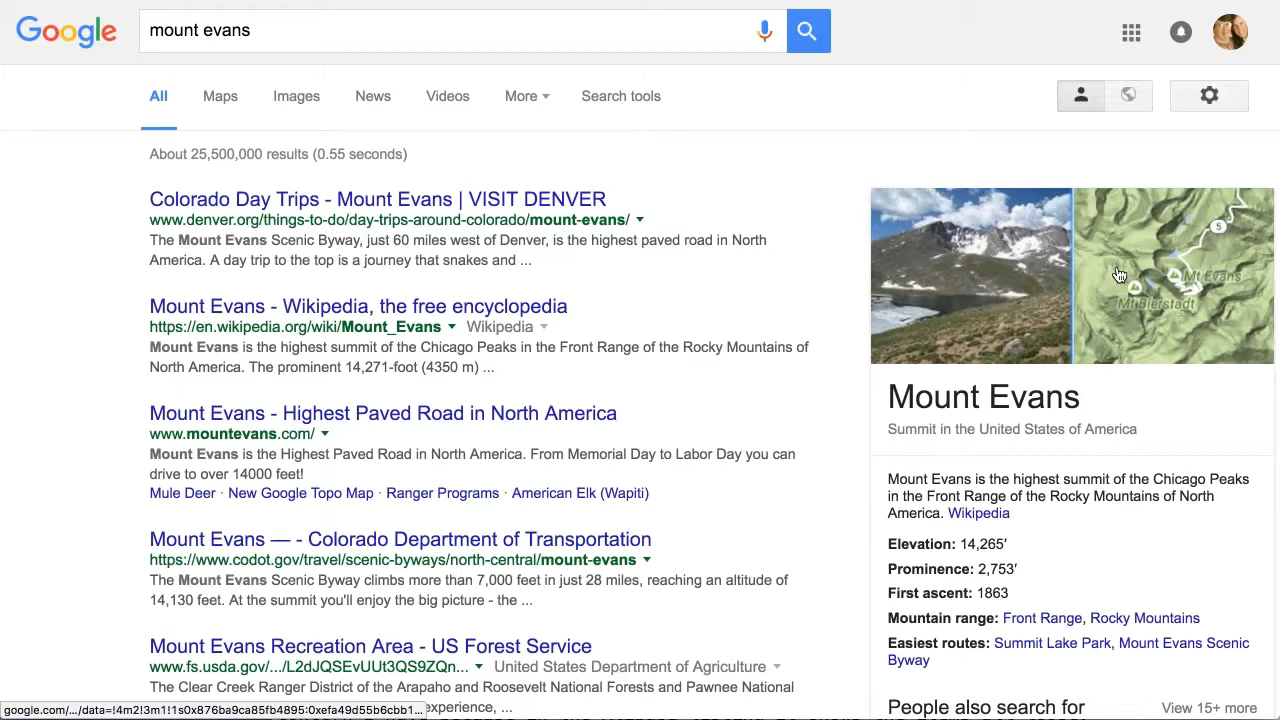 Google
mount evans
All Maps Images News Videos More Search tools
About 25,500,000 results (0.55 seconds)
Colorado Day Trips - Mount Evans | VISIT DENVER
www.denver.org/things-to-do/day-trips-around-colorado/mount-evans/
The Mount Evans Scenic Byway, just 60 miles west of Denver, is the highest paved road in North
America. A day trip to the top is a journey that snakes and ...
Mount Evans - Wikipedia, the free encyclopedia
https://en.wikipedia.org/wiki/Mount_Evans Wikipedia
Mount Evans is the highest summit of the Chicago Peaks in the Front Range of the Rocky Mountains of
North America. The prominent 14,271-foot (4350 m) ...
Mount Evans - Highest Paved Road in North America
www.mountevans.com/
Mount Evans is the Highest Paved Road in North America. From Memorial Day to Labor Day you can
drive to over 14000 feet!
Mule Deer · New Google Topo Map · Ranger Programs · American Elk (Wapiti)
Mount Evans — - Colorado Department of Transportation
https://www.codot.gov/travel/scenic-byways/north-central/mount-evans
The Mount Evans Scenic Byway climbs more than 7,000 feet in just 28 miles, reaching an altitude of
14,130 feet. At the summit you'll enjoy the big picture - the ...
Mount Evans Recreation Area - US Forest Service
www.fs.usda.gov/.../L2dJQSEvUUt3QS9ZQn... United States Department of Agriculture
The Clear Creek Ranger District of the Arapaho and Roosevelt National Forests and Pawnee National
experience, ...
google.com/.../data=!4m2!3m1!1s0x876ba9ca85fb4895:0xefa49d55b6cbb1...
5
Mt Evans
Mt Bierstadt
Mount Evans
Summit in the United States of America
Mount Evans is the highest summit of the Chicago Peaks
in the Front Range of the Rocky Mountains of North
America. Wikipedia
Elevation: 14,265′
Prominence: 2,753′
First ascent: 1863
Mountain range: Front Range, Rocky Mountains
Easiest routes: Summit Lake Park, Mount Evans Scenic
Byway
People also search for View 15+ more